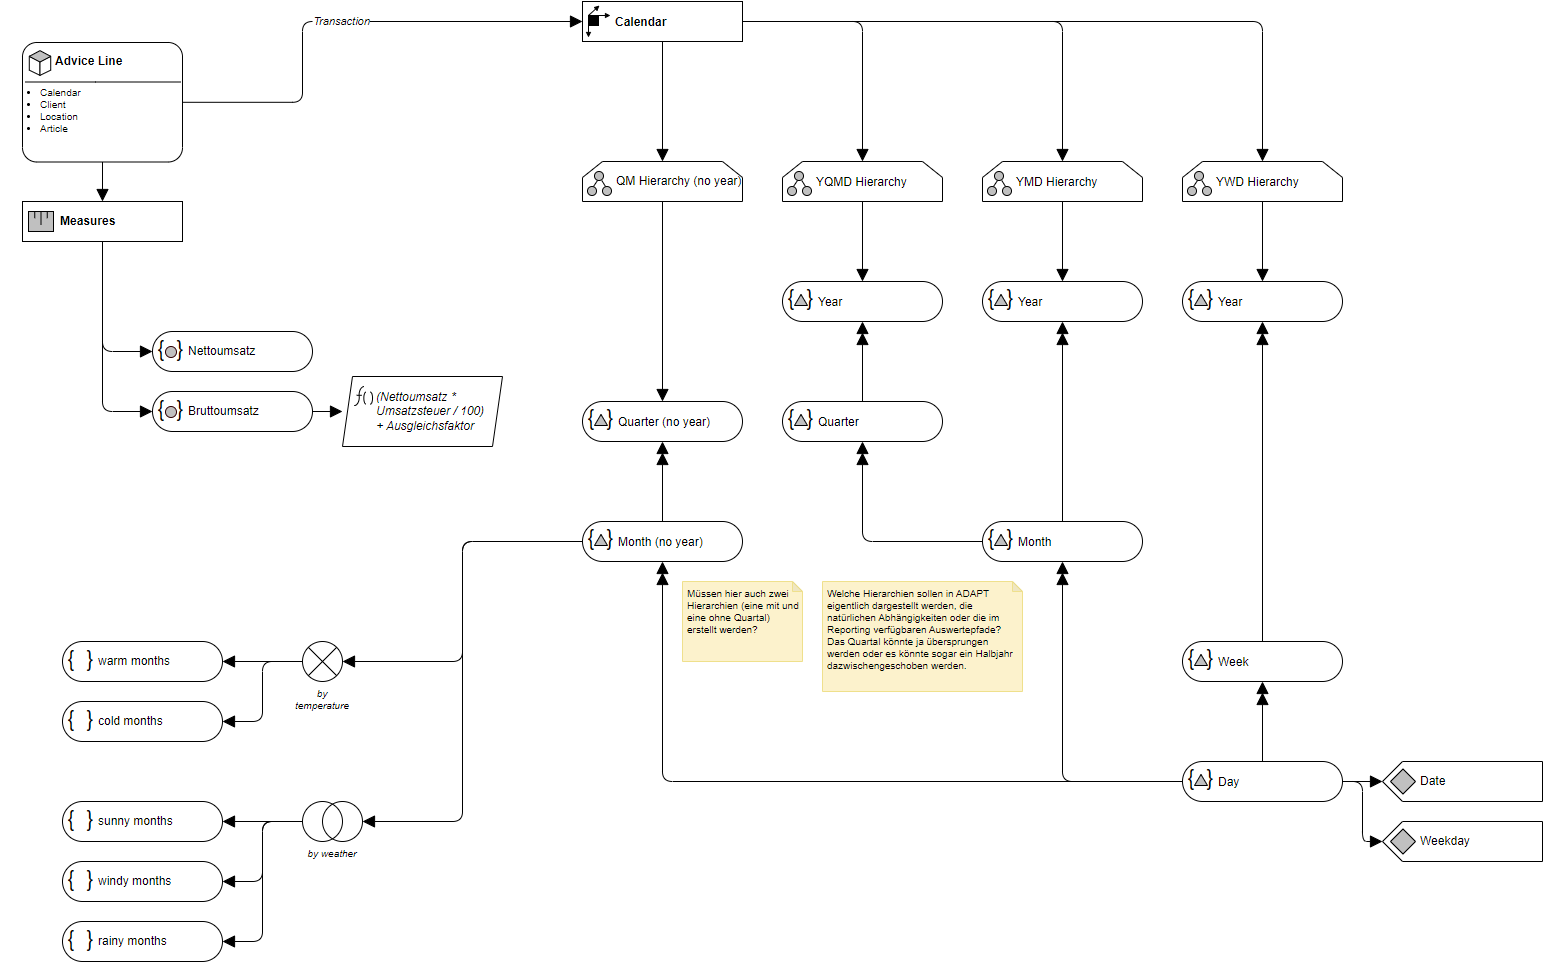 Transaction
Calendar
Advice Line
• Calendar
• Client
• Location
• Article
QM Hierarchy (no year)
YQMD Hierarchy
YMD Hierarchy
YWD Hierarchy
Measures
{ } Year
{ } Year
{ } Year
{ } Nettoumsatz
{ } Bruttoumsatz
f() (Nettoumsatz *
Umsatzsteuer / 100)
+ Ausgleichsfaktor
{ } Quarter (no year)
{ } Quarter
{ } Month (no year)
{ } Month
Müssen hier auch zwei
Hierarchien (eine mit und
eine ohne Quartal)
erstellt werden?
Welche Hierarchien sollen in ADAPT
eigentlich dargestellt werden, die
natürlichen Abhängigkeiten oder die im
Reporting verfügbaren Auswertepfade?
Das Quartal könnte ja übersprungen
werden oder es könnte sogar ein Halbjahr
dazwischengeschoben werden.
{ } warm months
by
temperature
{ } cold months
{ } Week
{ } Day
Date
Weekday
{ } sunny months
by weather
{ } windy months
{ } rainy months